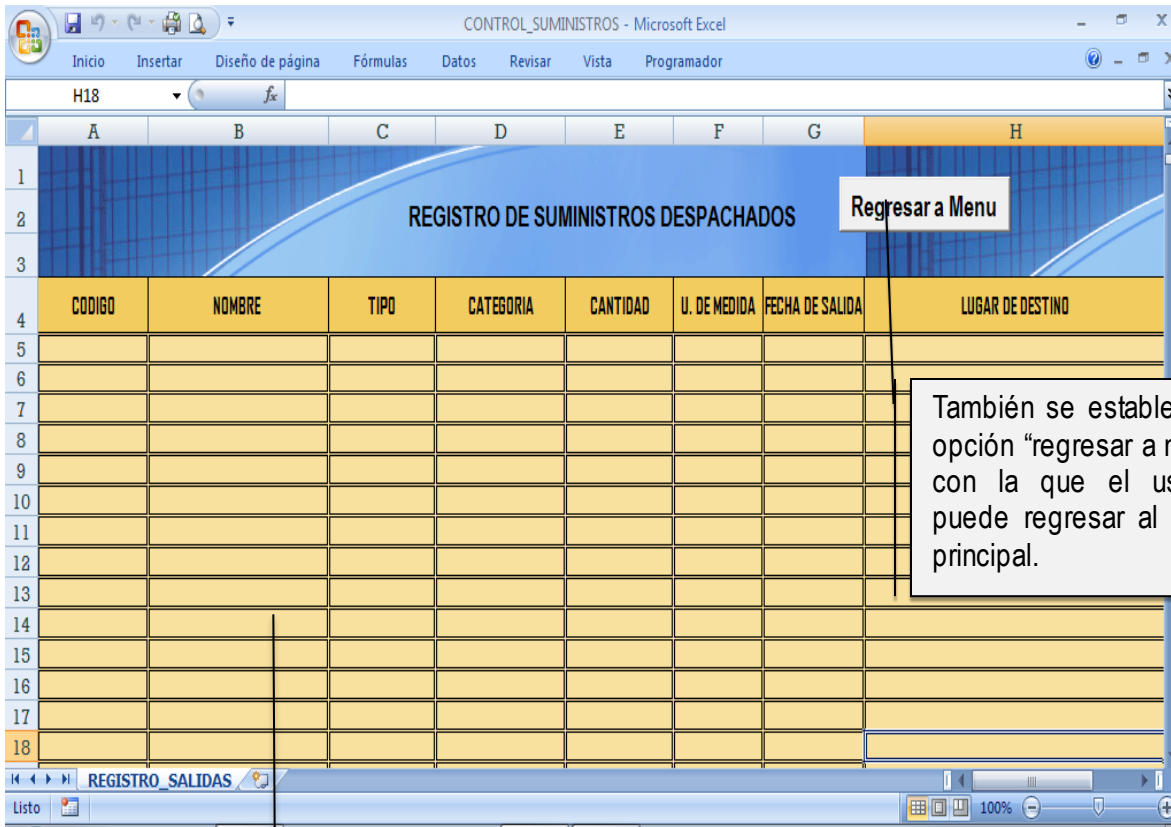 CONTROL_SUMINISTROS - Microsoft Excel
Inicio Insertar Diseño de página Fórmulas Datos Revisar Vista Programador
H18 fx
A B C D E F G H
1
2
3
REGISTRO DE SUMINISTROS DESPACHADOS
Regresar a Menu
4 CODIGO NOMBRE TIPO CATEGORIA CANTIDAD U. DE MEDIDA FECHA DE SALIDA LUGAR DE DESTINO
5
6
7
8
9
10
11
12
13
14
15
16
17
18
También se estable
opción “regresar a
con la que el us
puede regresar al
principal.
REGISTRO_SALIDAS
Listo 100%